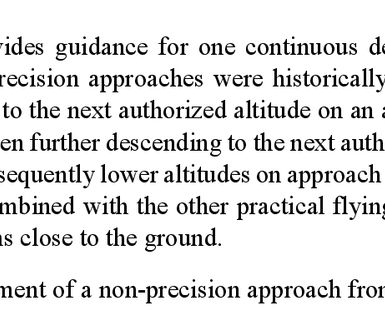 vides guidance for one continuous de
recision approaches were historically
to the next authorized altitude on an a
en further descending to the next auth
sequently lower altitudes on approach
mbined with the other practical flying
ns close to the ground.
ment of a non-precision approach from